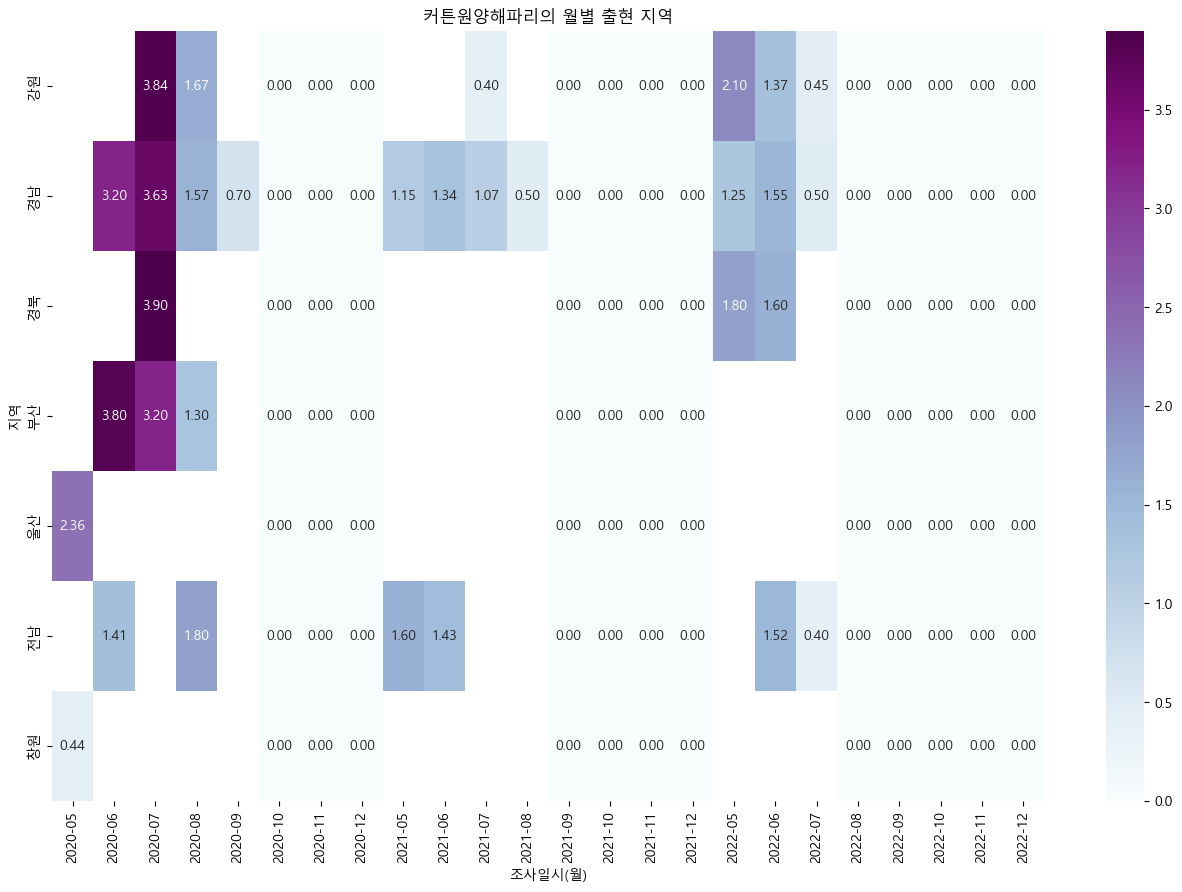 커튼원양해파리의 월별 출현 지역
강원 3.84 1.67 0.00 0.00 0.00 0.40 0.00 0.00 0.00 0.00 2.10 1.37 0.45 0.00 0.00 0.00 0.00 0.00
경남 3.20 3.63 1.57 0.70 0.00 0.00 0.00 1.15 1.34 1.07 0.50 0.00 0.00 0.00 0.00 1.25 1.55 0.50 0.00 0.00 0.00 0.00 0.00
경북 3.90 0.00 0.00 0.00 0.00 0.00 0.00 0.00 1.80 1.60 0.00 0.00 0.00 0.00 0.00
지역
부산 3.80 3.20 1.30 0.00 0.00 0.00 0.00 0.00 0.00 0.00 0.00 0.00 0.00 0.00 0.00
울산 2.36 0.00 0.00 0.00 0.00 0.00 0.00 0.00 0.00 0.00 0.00 0.00 0.00
전남 1.41 1.80 0.00 0.00 0.00 1.60 1.43 0.00 0.00 0.00 0.00 1.52 0.40 0.00 0.00 0.00 0.00 0.00
창원 0.44 0.00 0.00 0.00 0.00 0.00 0.00 0.00 0.00 0.00 0.00 0.00 0.00
2020-05 2020-06 2020-07 2020-08 2020-09 2020-10 2020-11 2020-12 2021-05 2021-06 2021-07 2021-08 2021-09 2021-10 2021-11 2021-12 2022-05 2022-06 2022-07 2022-08 2022-09 2022-10 2022-11 2022-12
조사일시(월)
3.5
3.0
2.5
2.0
1.5
1.0
0.5
0.0